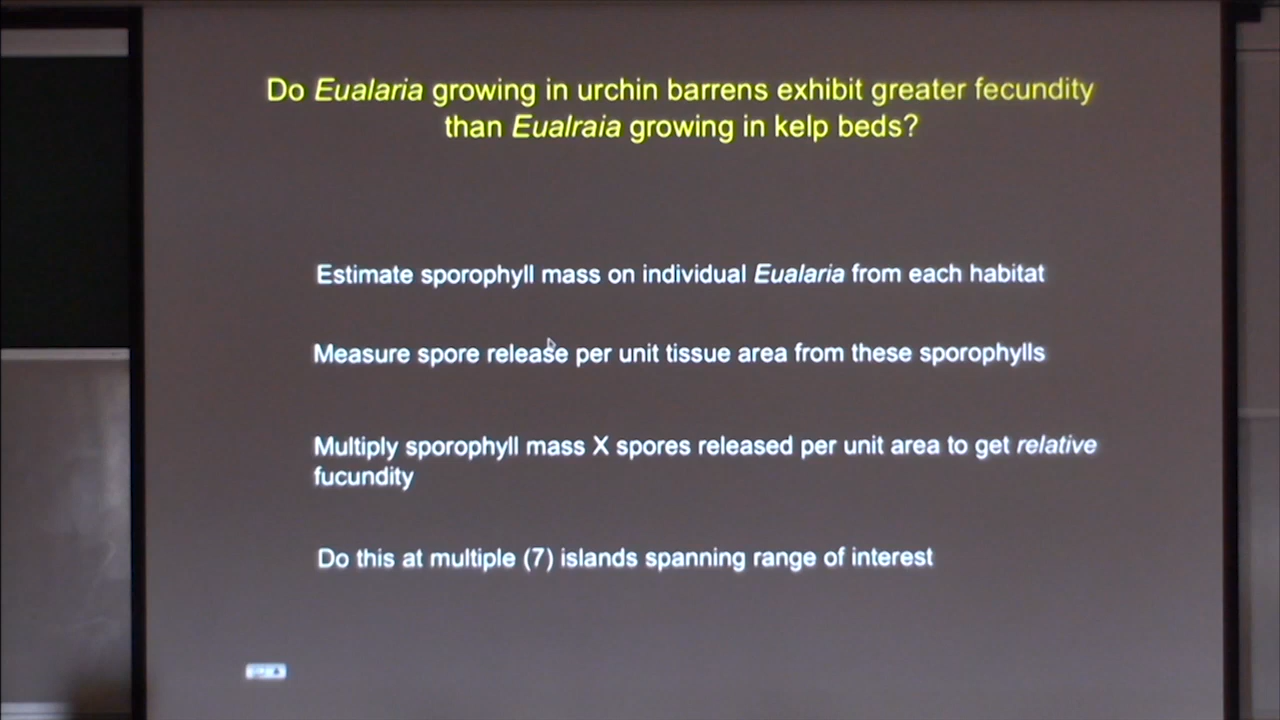 Do Eualaria growing in urchin barrens exhibit greater fecundity
than Eualraia growing in kelp beds?
Estimate sporophyll mass on individual Eualaria from each habitat
Measure spore release per unit tissue area from these sporophylls
Multiply sporophyll mass X spores released per unit area to get relative
fucundity
Do this at multiple (7) islands spanning range of interest